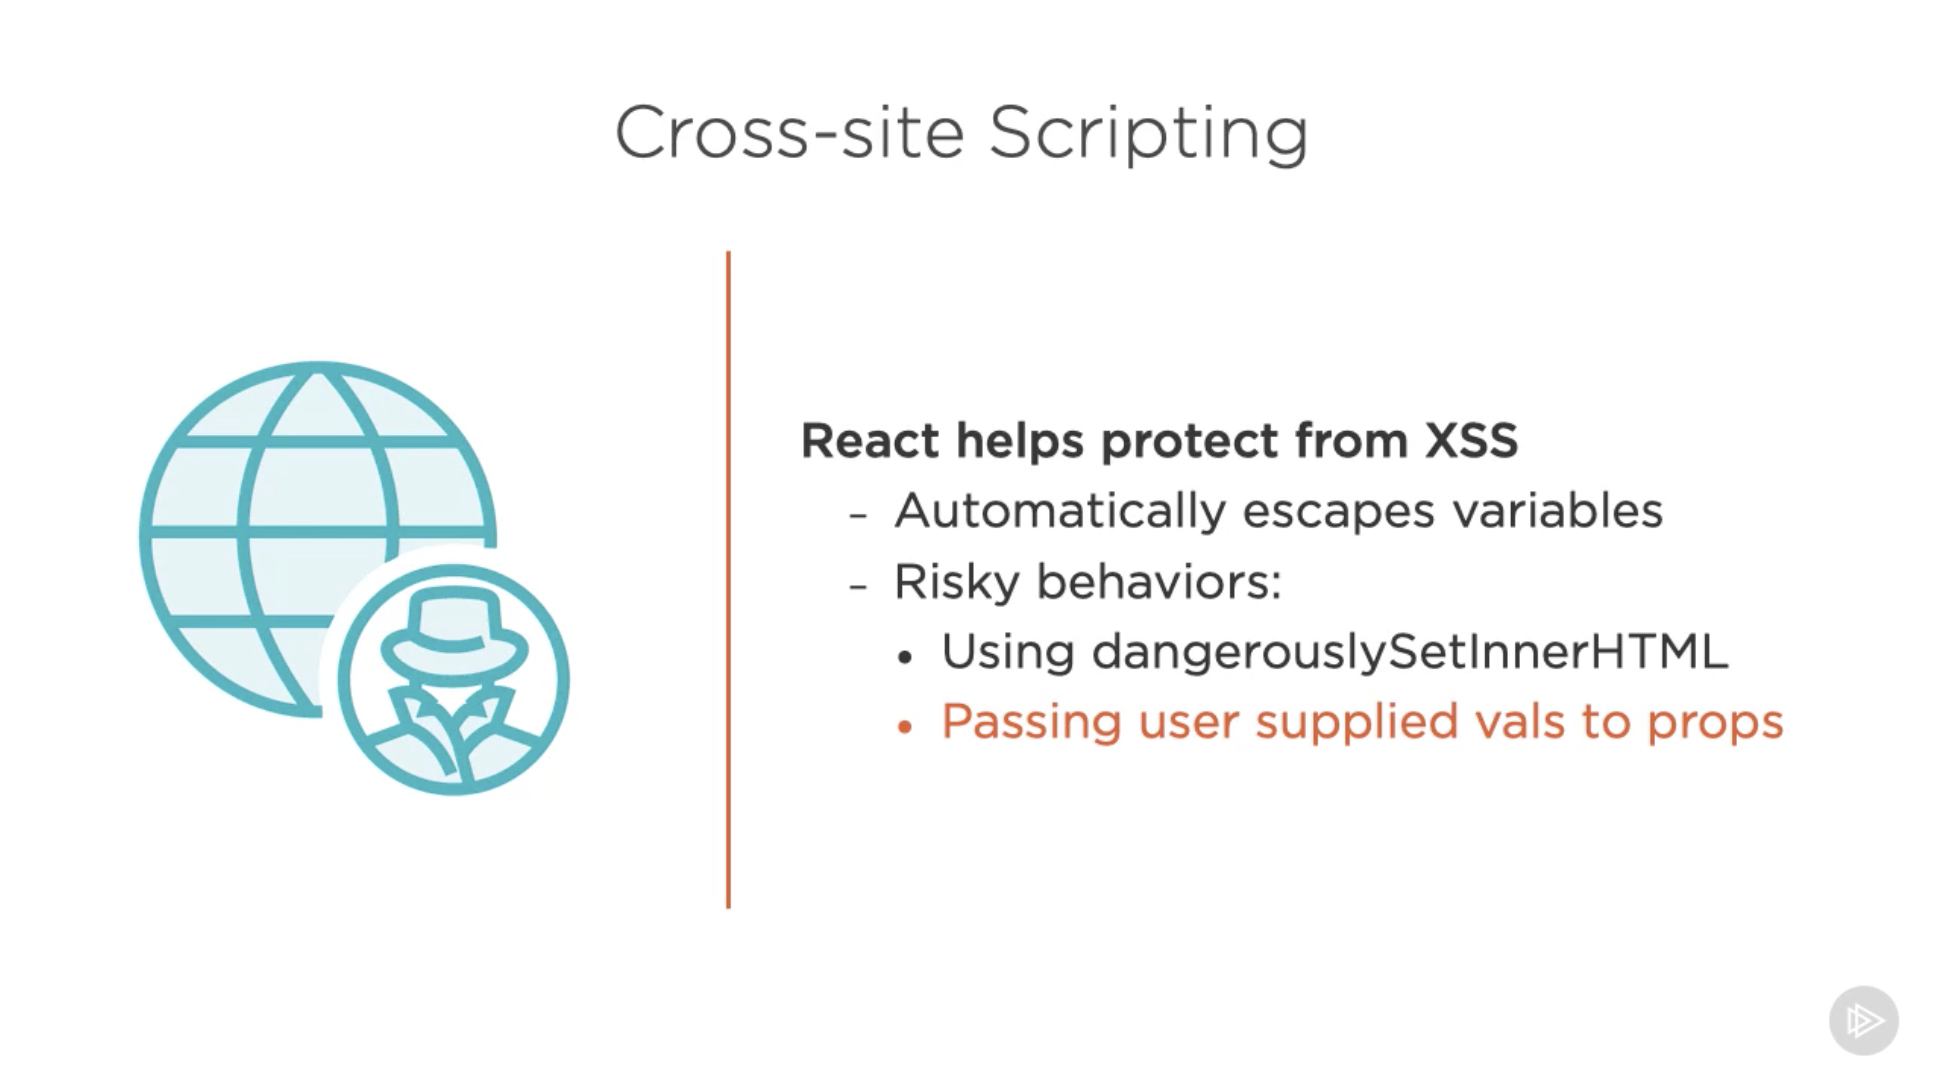 Cross-site Scripting
React helps protect from XSS
– Automatically escapes variables
– Risky behaviors:
• Using dangerouslySetInnerHTML
• Passing user supplied vals to props